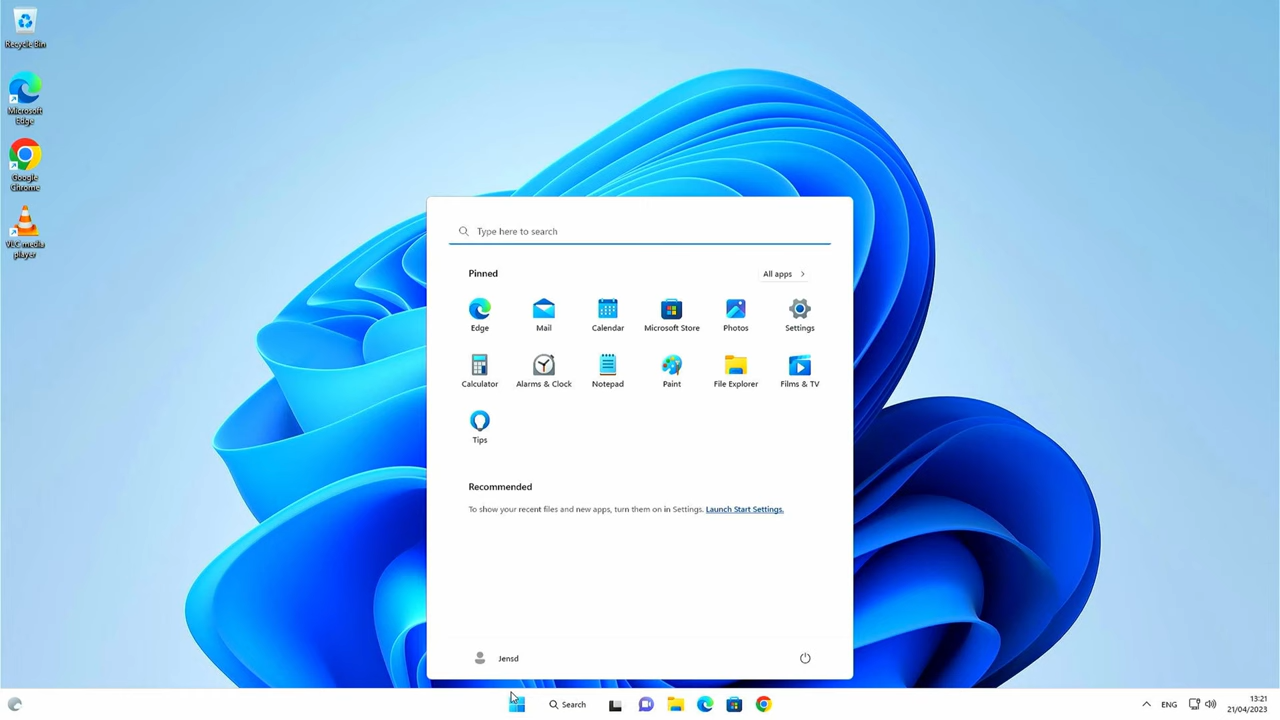 Recycle Bin
Microsoft
Edge
Google
Chrome
VLC media
player
Type here to search
Pinned
All apps
Edge
Mail
Calendar
Microsoft Store
Photos
Settings
Calculator
Alarms & Clock
Notepad
Paint
File Explorer
Films & TV
Tips
Recommended
To show your recent files and new apps, turn them on in Settings. Launch Start Settings.
Jensd
Search
ENG
13:21
21/04/2023